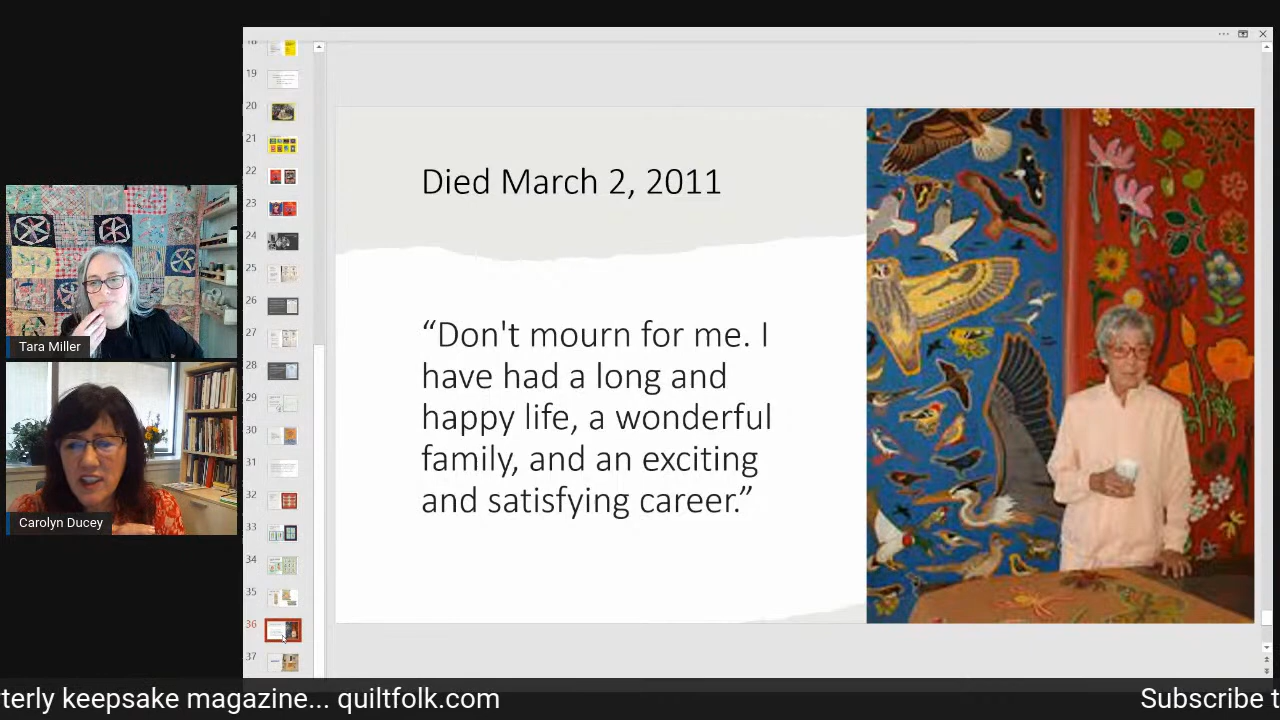 18
19
20
21
22
23
24
25
26
27
28
29
30
31
32
33
34
35
36
37
Tara Miller
Carolyn Ducey
Died March 2, 2011
“Don't mourn for me. I
have had a long and
happy life, a wonderful
family, and an exciting
and satisfying career.”
terly keepsake magazine... quiltfolk.com
Subscribe t